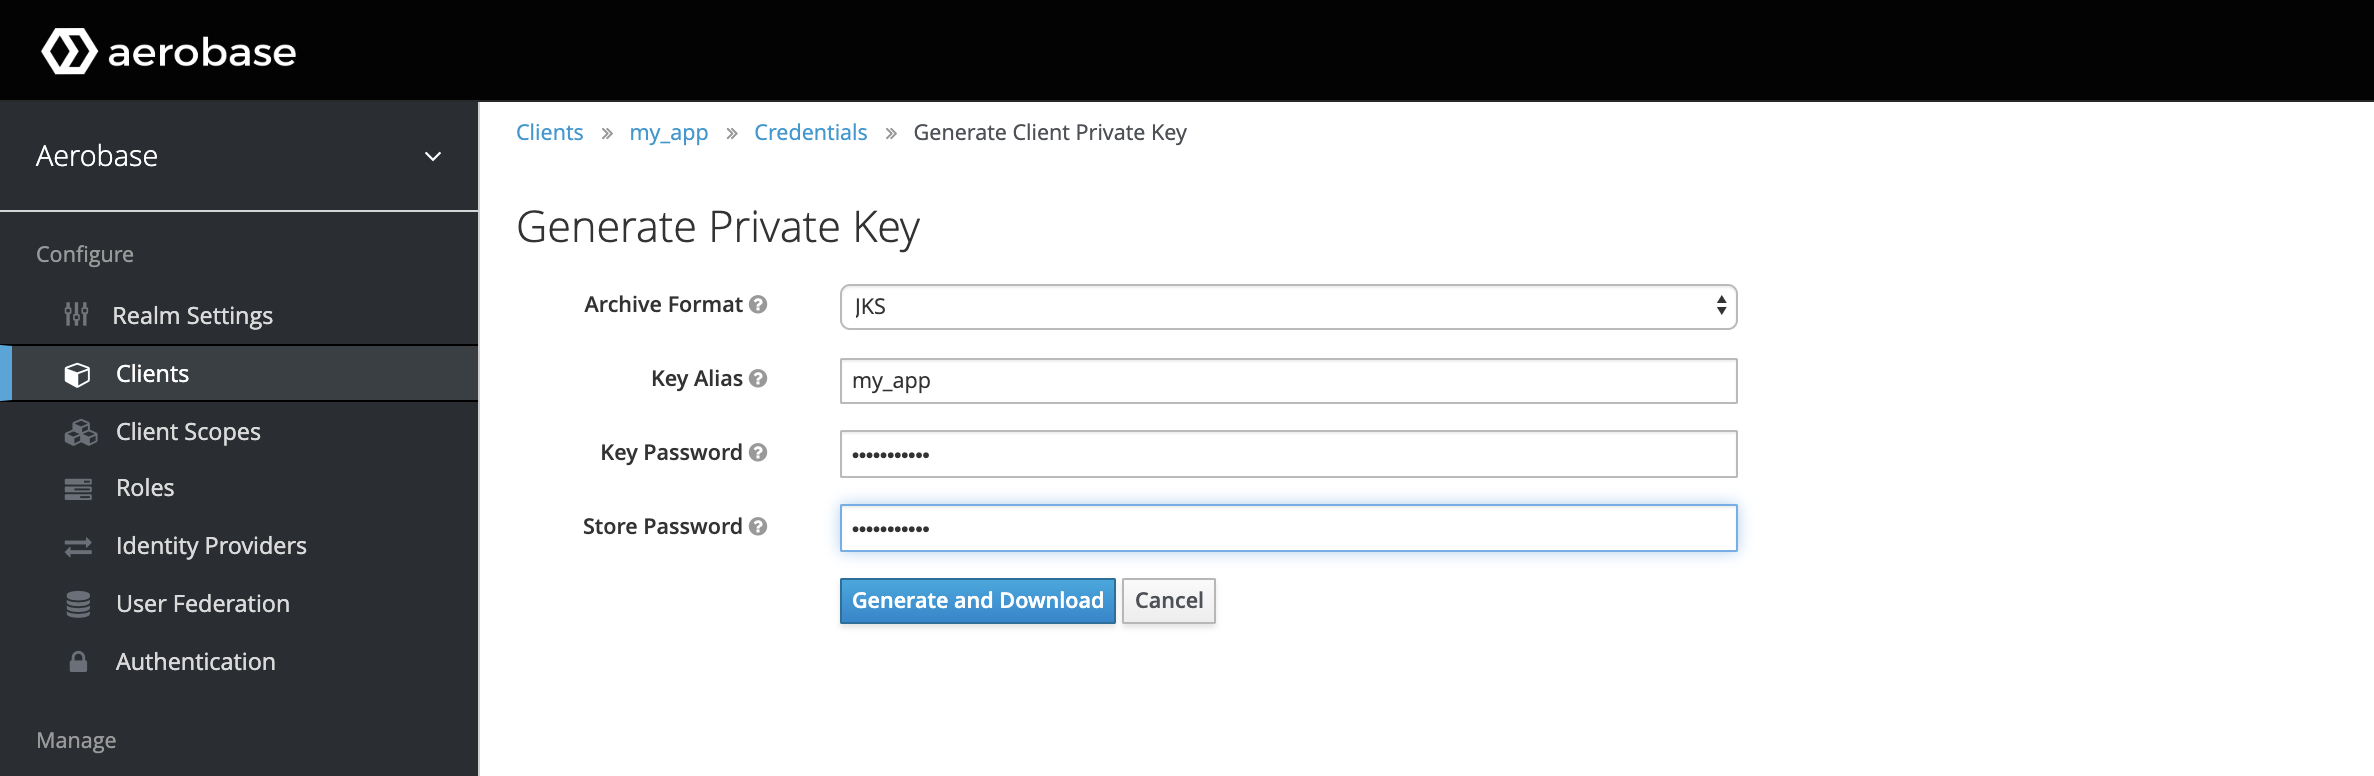 aerobase
Aerobase
Configure
Realm Settings
Clients
Client Scopes
Roles
Identity Providers
User Federation
Authentication
Manage
Clients » my_app » Credentials » Generate Client Private Key
Generate Private Key
Archive Format ? JKS
Key Alias ? my_app
Key Password ? •••••••••••
Store Password ? •••••••••••
Generate and Download Cancel